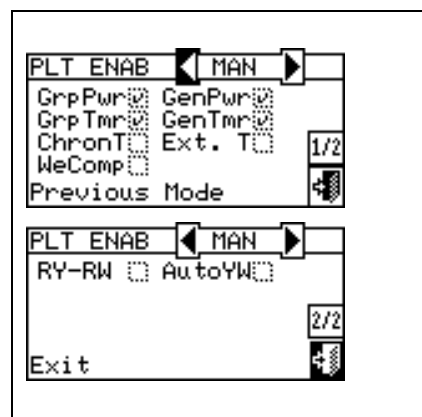 PLT ENAB MAN
GrpPwr GenPwr
GrpTmr GenTmr
ChronT Ext. T
WeComp
1/2
Previous Mode
PLT ENAB MAN
RY-RW AutoYW
2/2
Exit